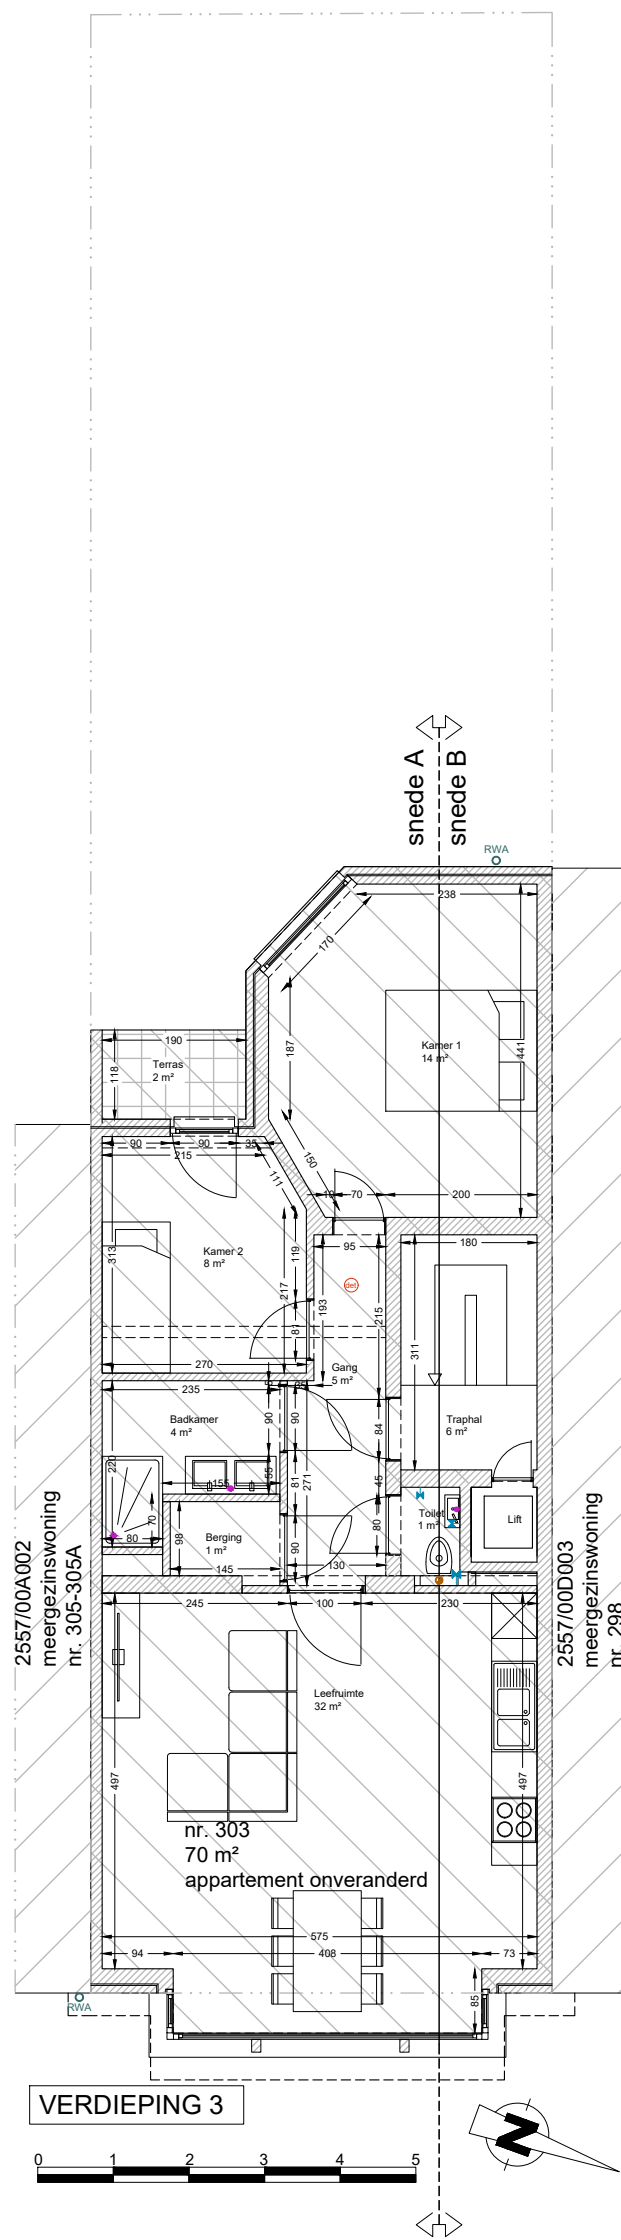 snede A
snede B
RWA
238
170
441
187
Kamer 1
14 m²
190
118
Terras
2 m²
90
90
35
215
111
150
10
70
200
95
180
313
Kamer 2
8 m²
119
217
81
193
215
det
311
270
235
Gang
5 m²
Badkamer
4 m²
90
90
84
Traphal
6 m²
220
155
55
81
271
45
70
80
98
Berging
1 m²
145
90
130
80
Toilet
1 m²
Lift
2557/00A002
meergezinswoning
nr. 305-305A
2557/00D003
meergezinswoning
nr. 298
245
100
230
Leefruimte
32 m²
497
497
nr. 303
70 m²
appartement onveranderd
575
94
408
73
85
RWA
VERDIEPING 3
N
0 1 2 3 4 5